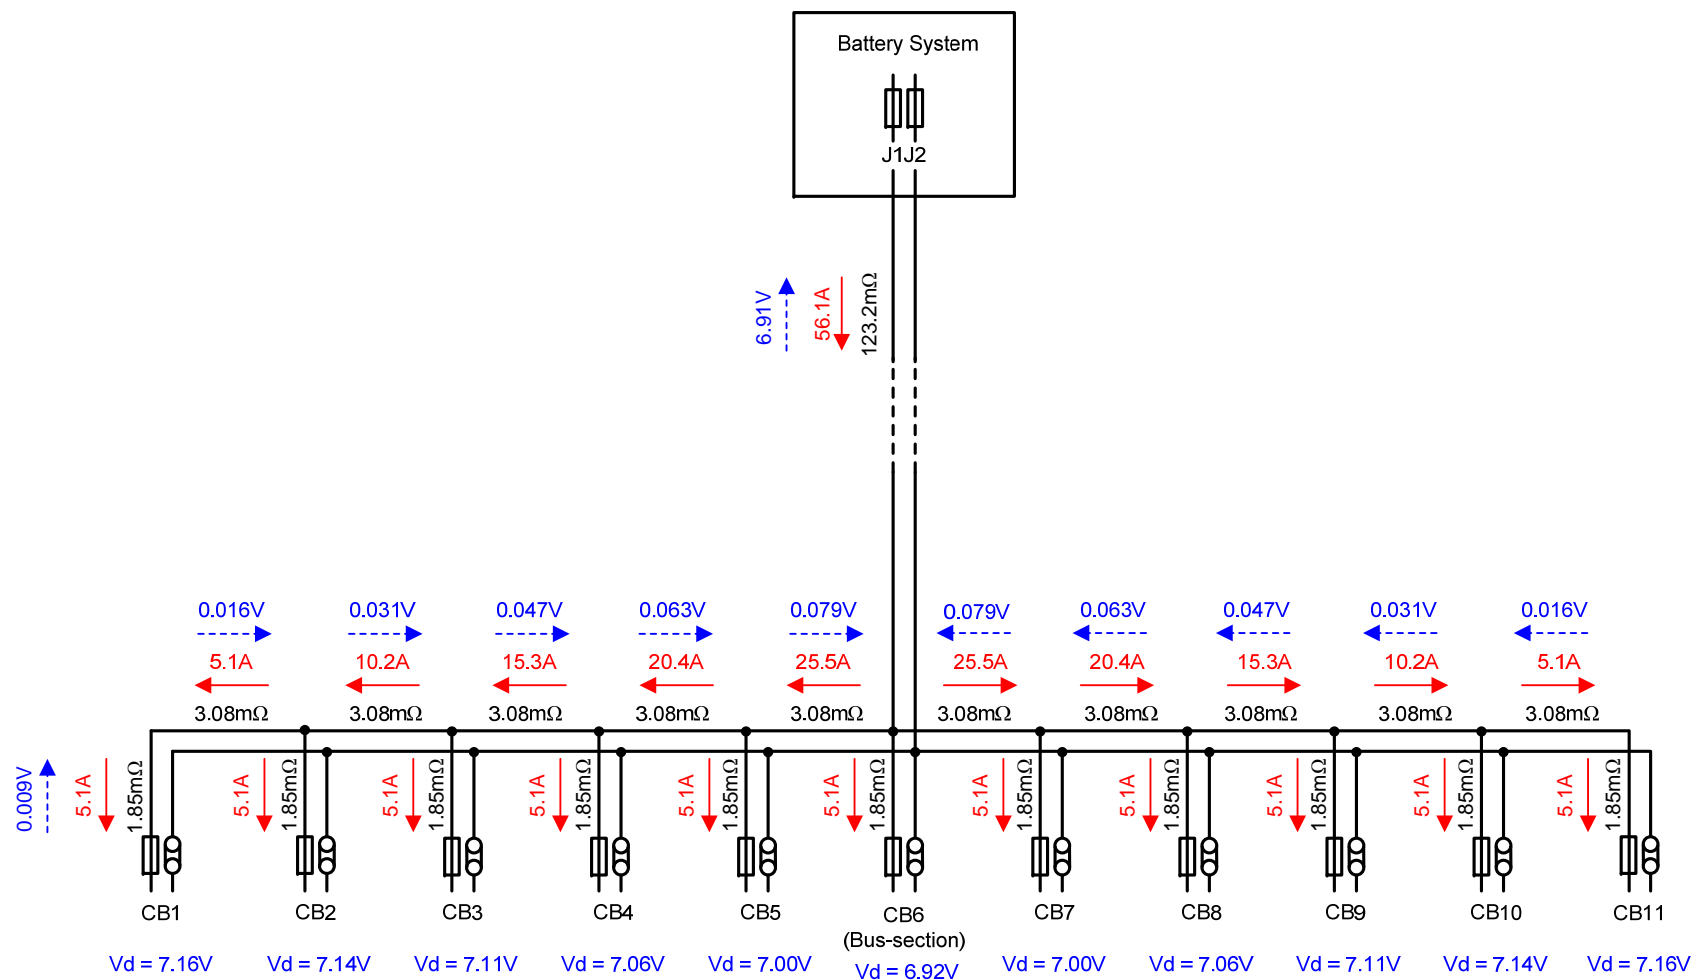 Battery System
J1J2
6.91V
56.1A
123.2mΩ
0.016V 0.031V 0.047V 0.063V 0.079V 0.079V 0.063V 0.047V 0.031V 0.016V
5.1A 10.2A 15.3A 20.4A 25.5A 25.5A 20.4A 15.3A 10.2A 5.1A
3.08mΩ 3.08mΩ 3.08mΩ 3.08mΩ 3.08mΩ 3.08mΩ 3.08mΩ 3.08mΩ 3.08mΩ 3.08mΩ
0.009V
5.1A
1.85mΩ
5.1A
1.85mΩ
5.1A
1.85mΩ
5.1A
1.85mΩ
5.1A
1.85mΩ
5.1A
1.85mΩ
5.1A
1.85mΩ
5.1A
1.85mΩ
5.1A
1.85mΩ
5.1A
1.85mΩ
5.1A
1.85mΩ
CB1 CB2 CB3 CB4 CB5 CB6 CB7 CB8 CB9 CB10 CB11
(Bus-section)
Vd = 7.16V Vd = 7.14V Vd = 7.11V Vd = 7.06V Vd = 7.00V Vd = 6.92V Vd = 7.00V Vd = 7.06V Vd = 7.11V Vd = 7.14V Vd = 7.16V